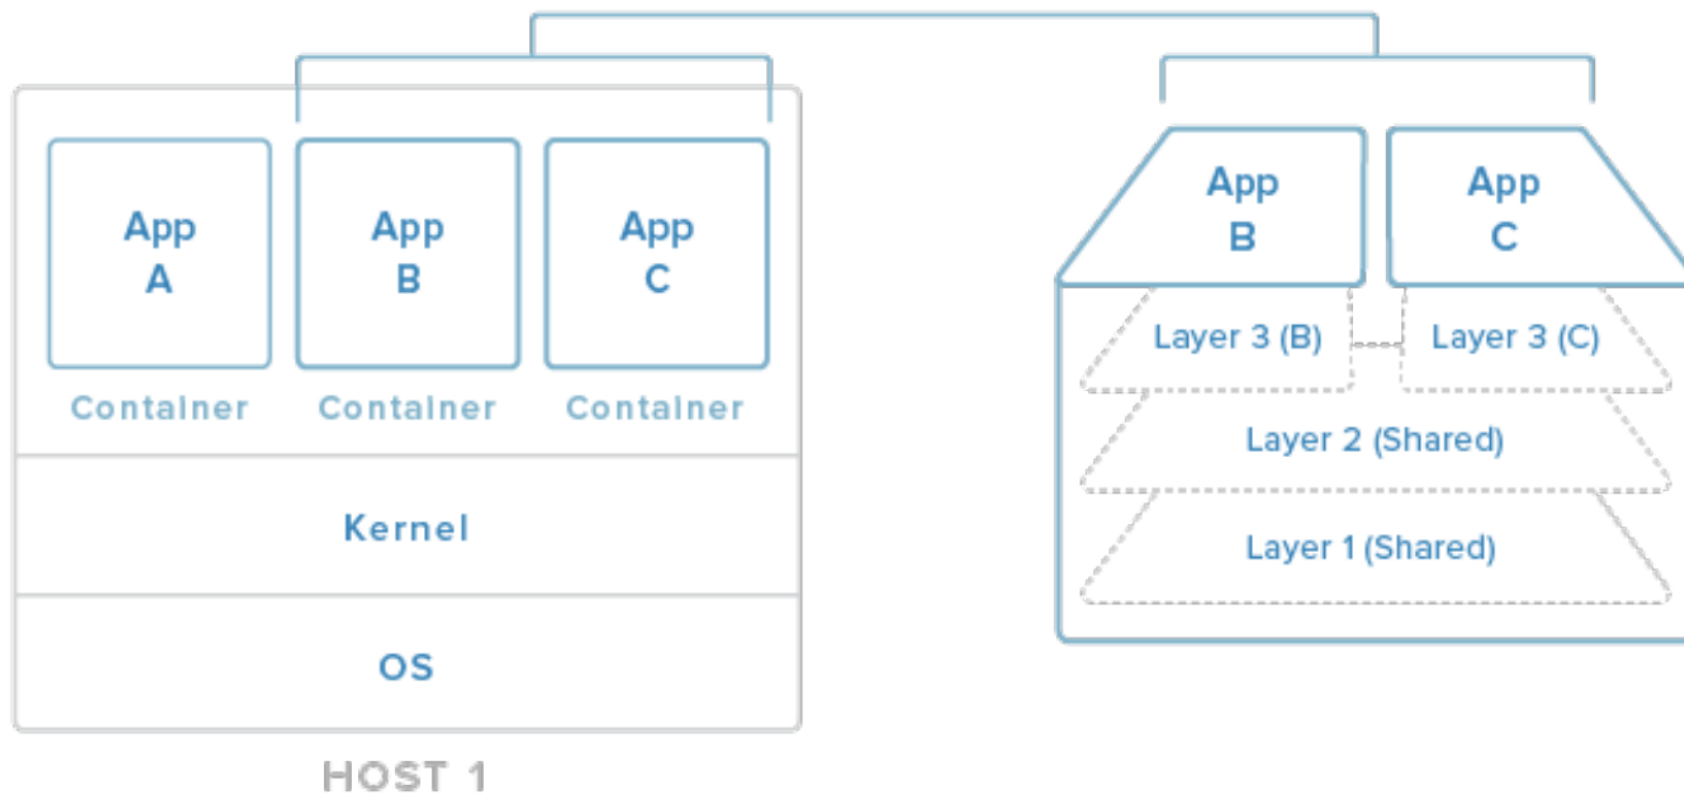 App
A
App
B
App
C
Container
Container
Container
Kernel
OS
HOST 1
App
B
App
C
Layer 3 (B)
Layer 3 (C)
Layer 2 (Shared)
Layer 1 (Shared)